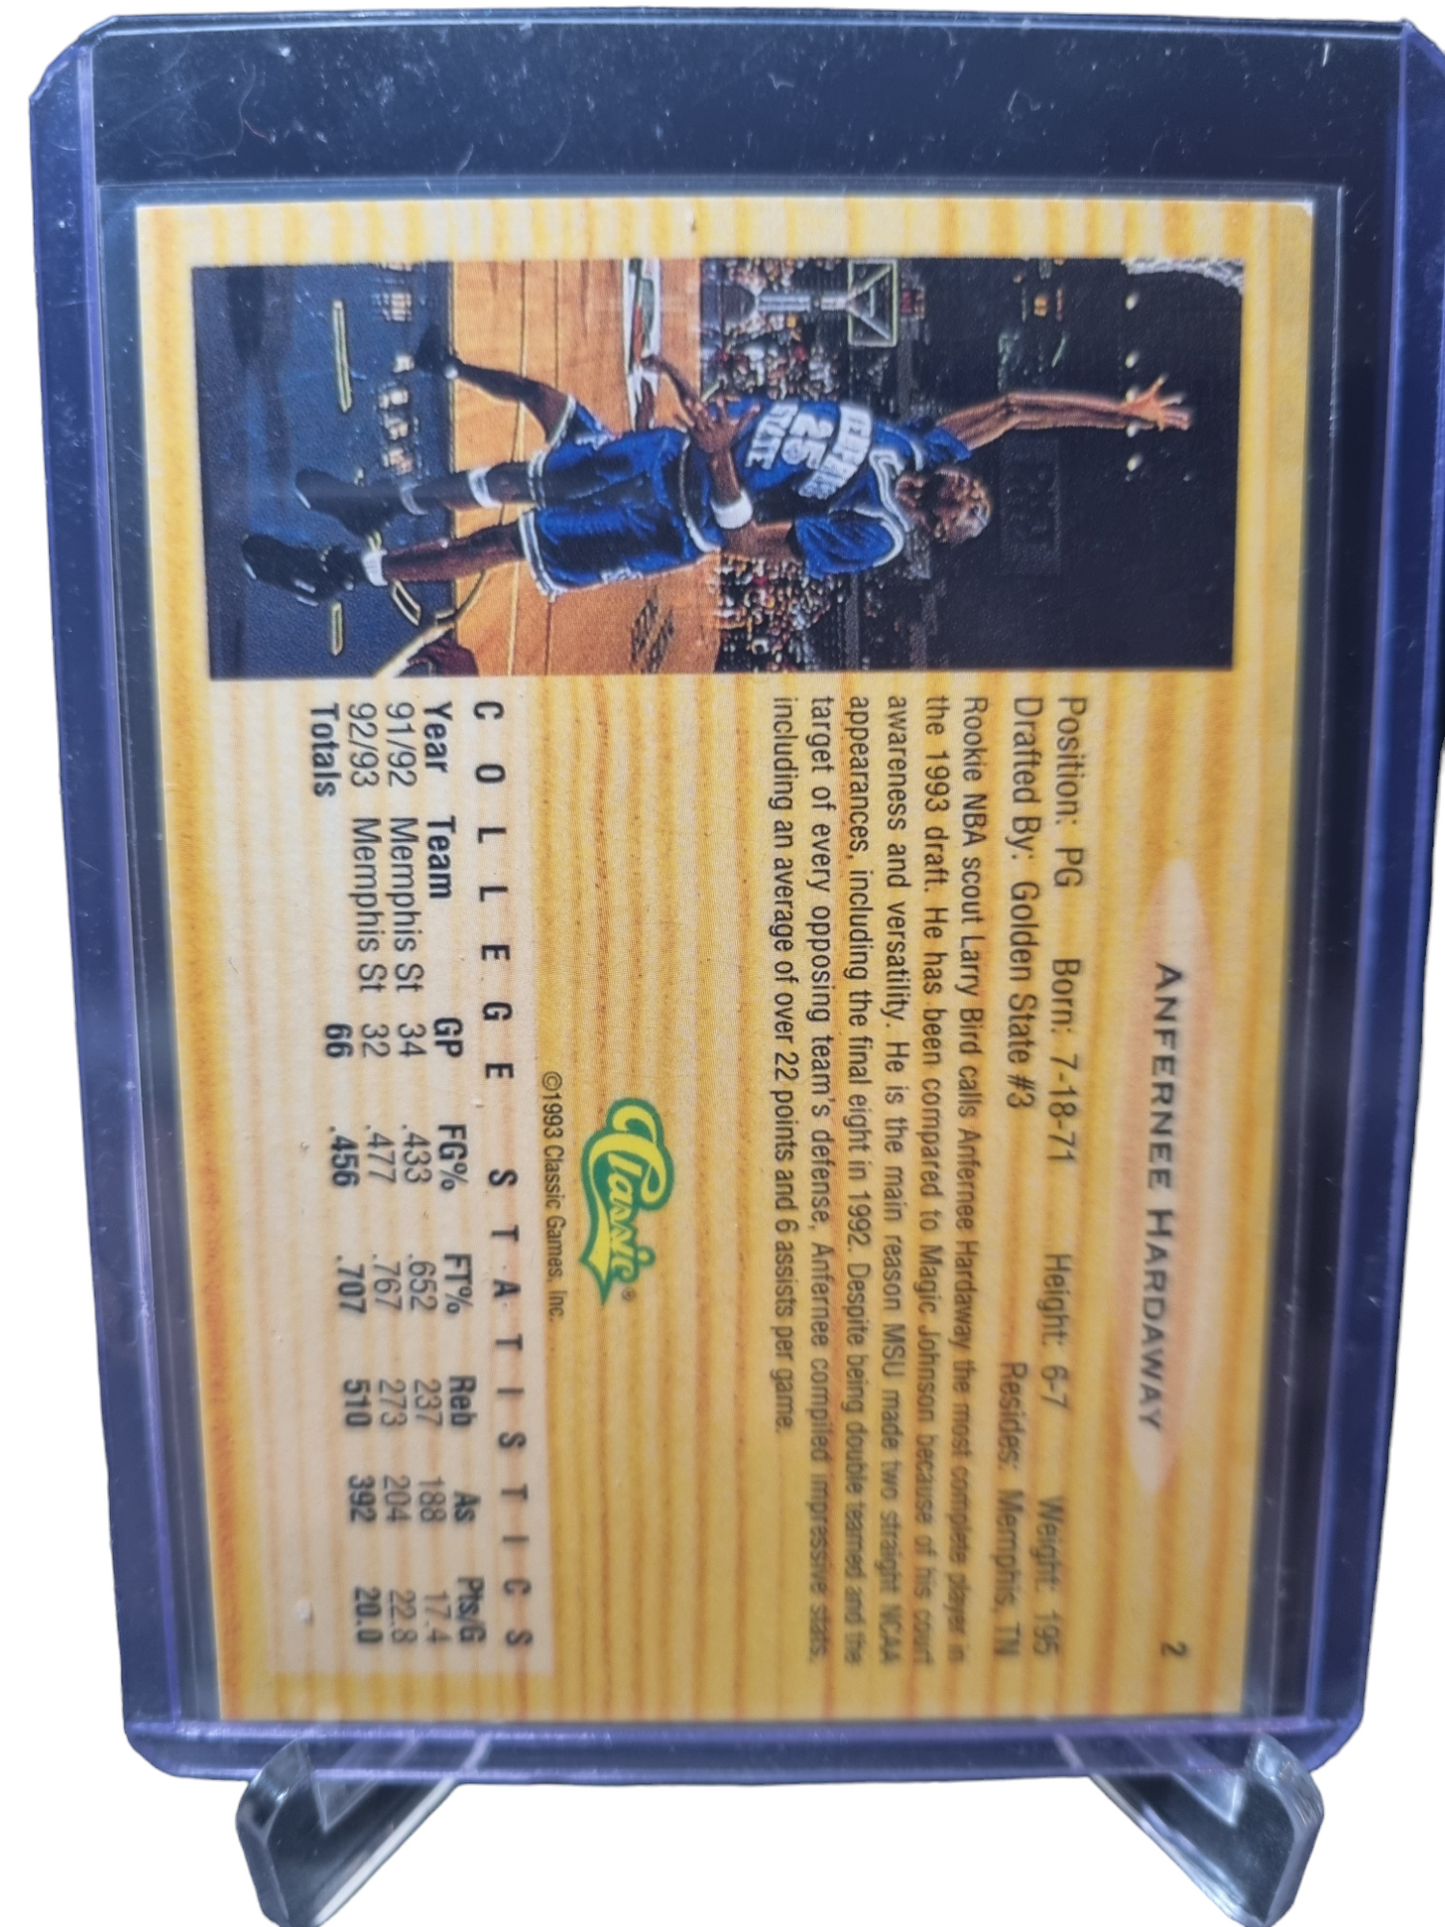 2
ANFERNEE HARDAWAY
Position: PG Born: 7-18-71 Height: 6-7 Weight: 195
Drafted By: Golden State #3 Resides: Memphis, TN
Rookie NBA scout Larry Bird calls Anfernee Hardaway the most complete player in
the 1993 draft. He has been compared to Magic Johnson because of his court
awareness and versatility. He is the main reason MSU made two straight NCAA
appearances, including the final eight in 1992. Despite being double teamed and the
target of every opposing team's defense, Anfernee compiled impressive stats,
including an average of over 22 points and 6 assists per game.
Classic®
©1993 Classic Games, Inc.
COLLEGE STATISTICS
Year Team GP FG% FT% Reb As Pts/G
91/92 Memphis St 34 .433 .652 237 188 17.4
92/93 Memphis St 32 .477 .767 273 204 22.8
Totals 66 .456 .707 510 392 20.0
25
STATE